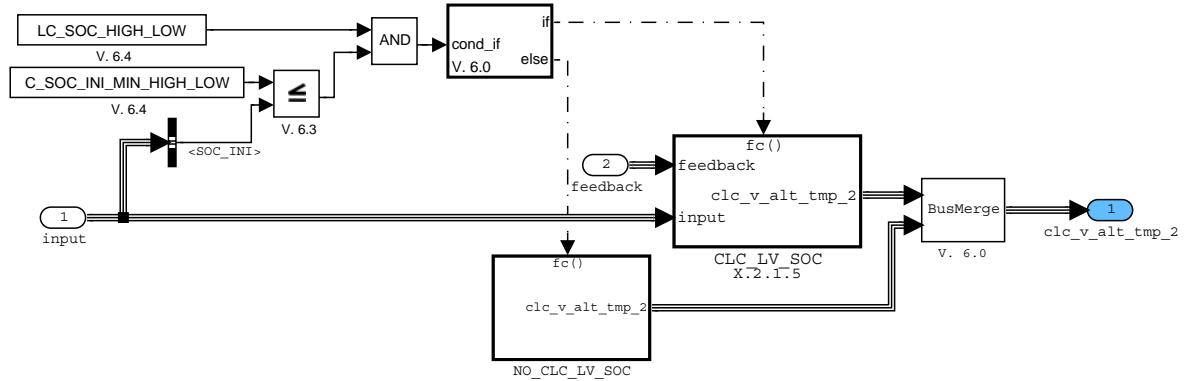 LC_SOC_HIGH_LOW
V. 6.4
C_SOC_INI_MIN_HIGH_LOW
V. 6.4
≤
V. 6.3
<SOC_INI>
AND
cond_if
V. 6.0
if
else
1
input
2
feedback
fc()
feedback
clc_v_alt_tmp_2
input
CLC_LV_SOC
X.2.1.5
fc()
clc_v_alt_tmp_2
NO_CLC_LV_SOC
BusMerge
V. 6.0
1
clc_v_alt_tmp_2